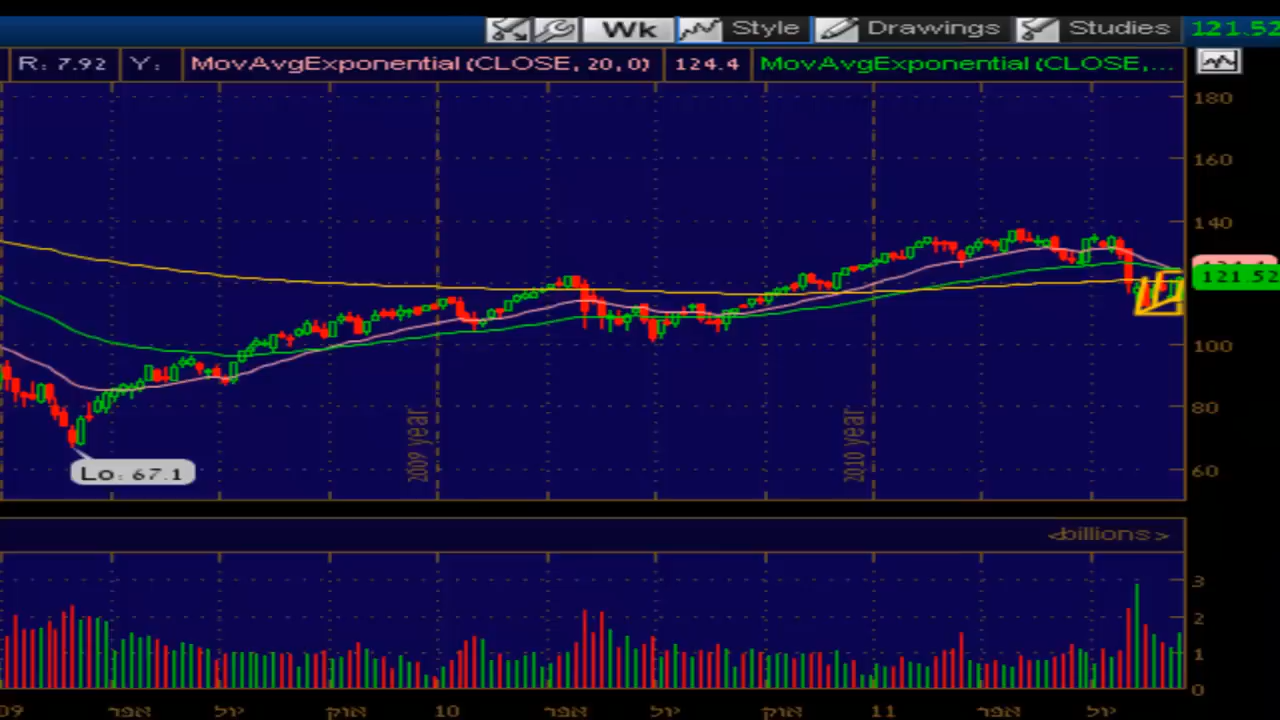 Wk Style Drawings Studies 121.52
R: 7.92 Y: MovAvgExponential (CLOSE, 20, 0) 124.4 MovAvgExponential (CLOSE,...
180
160
140
121.52
100
80
60
2009 year
2010 year
Lo: 67.1
<billions>
3
2
1
0
09 אפר יול אוק 10 אפר יול אוק 11 אפר יול